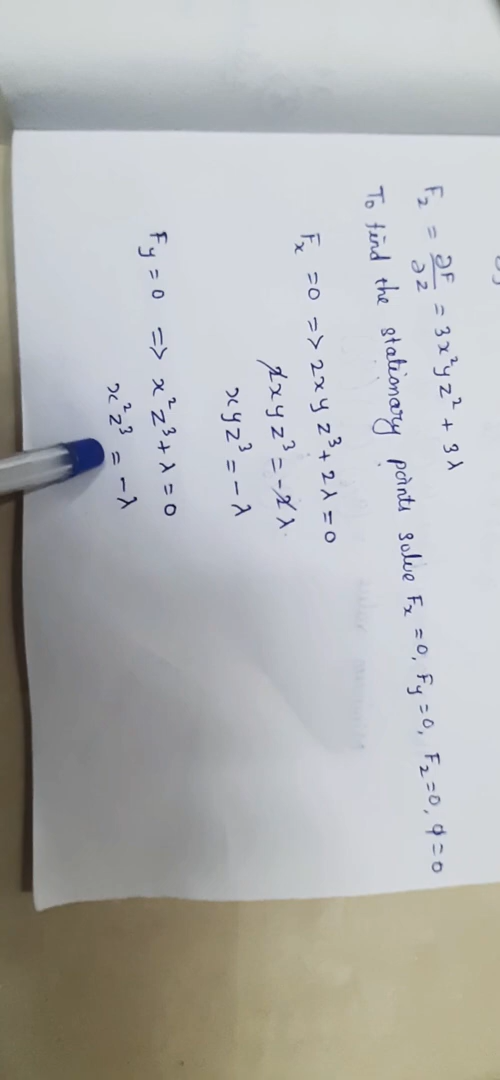 F_z = ∂F/∂z = 3x²yz² + 3λ
To find the stationary points solve F_x = 0, F_y = 0, F_z = 0, φ = 0
F_x = 0 => 2xyz³ + 2λ = 0
2xyz³ = -2λ.
xyz³ = -λ
F_y = 0 => x²z³ + λ = 0
x²z³ = -λ